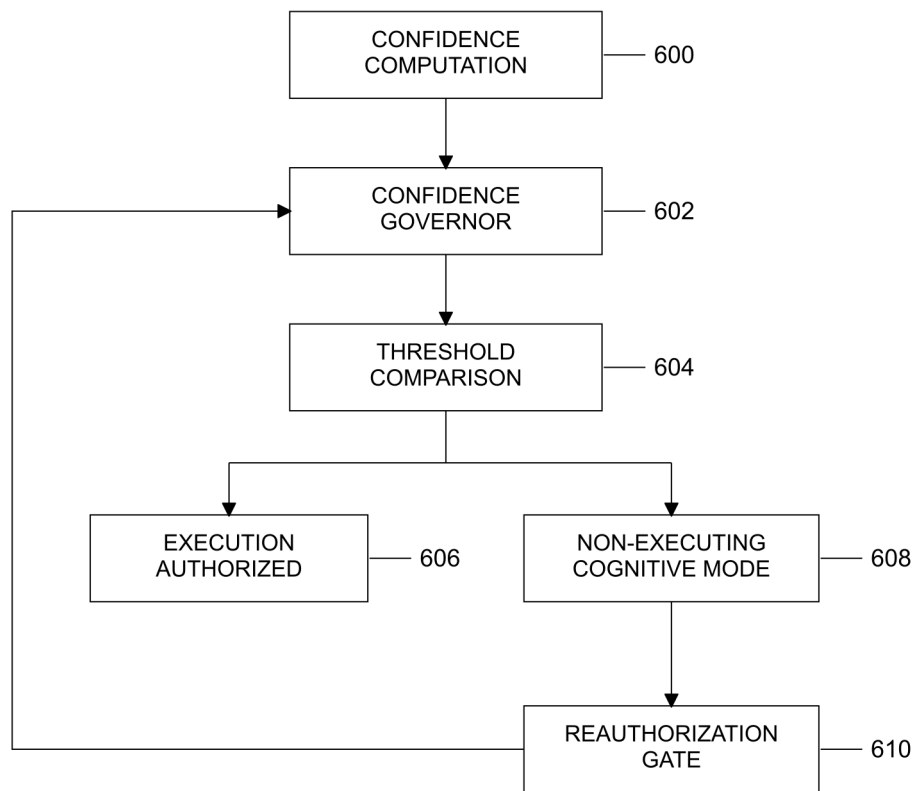 CONFIDENCE
COMPUTATION
600
CONFIDENCE
GOVERNOR
602
THRESHOLD
COMPARISON
604
EXECUTION
AUTHORIZED
606
NON-EXECUTING
COGNITIVE MODE
608
REAUTHORIZATION
GATE
610